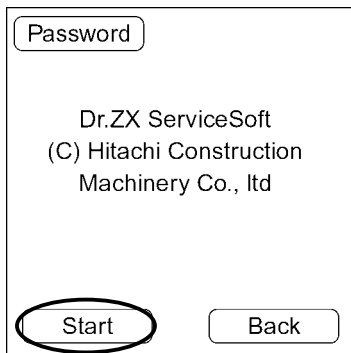 Password
Dr.ZX ServiceSoft
(C) Hitachi Construction
Machinery Co., ltd
Start
Back